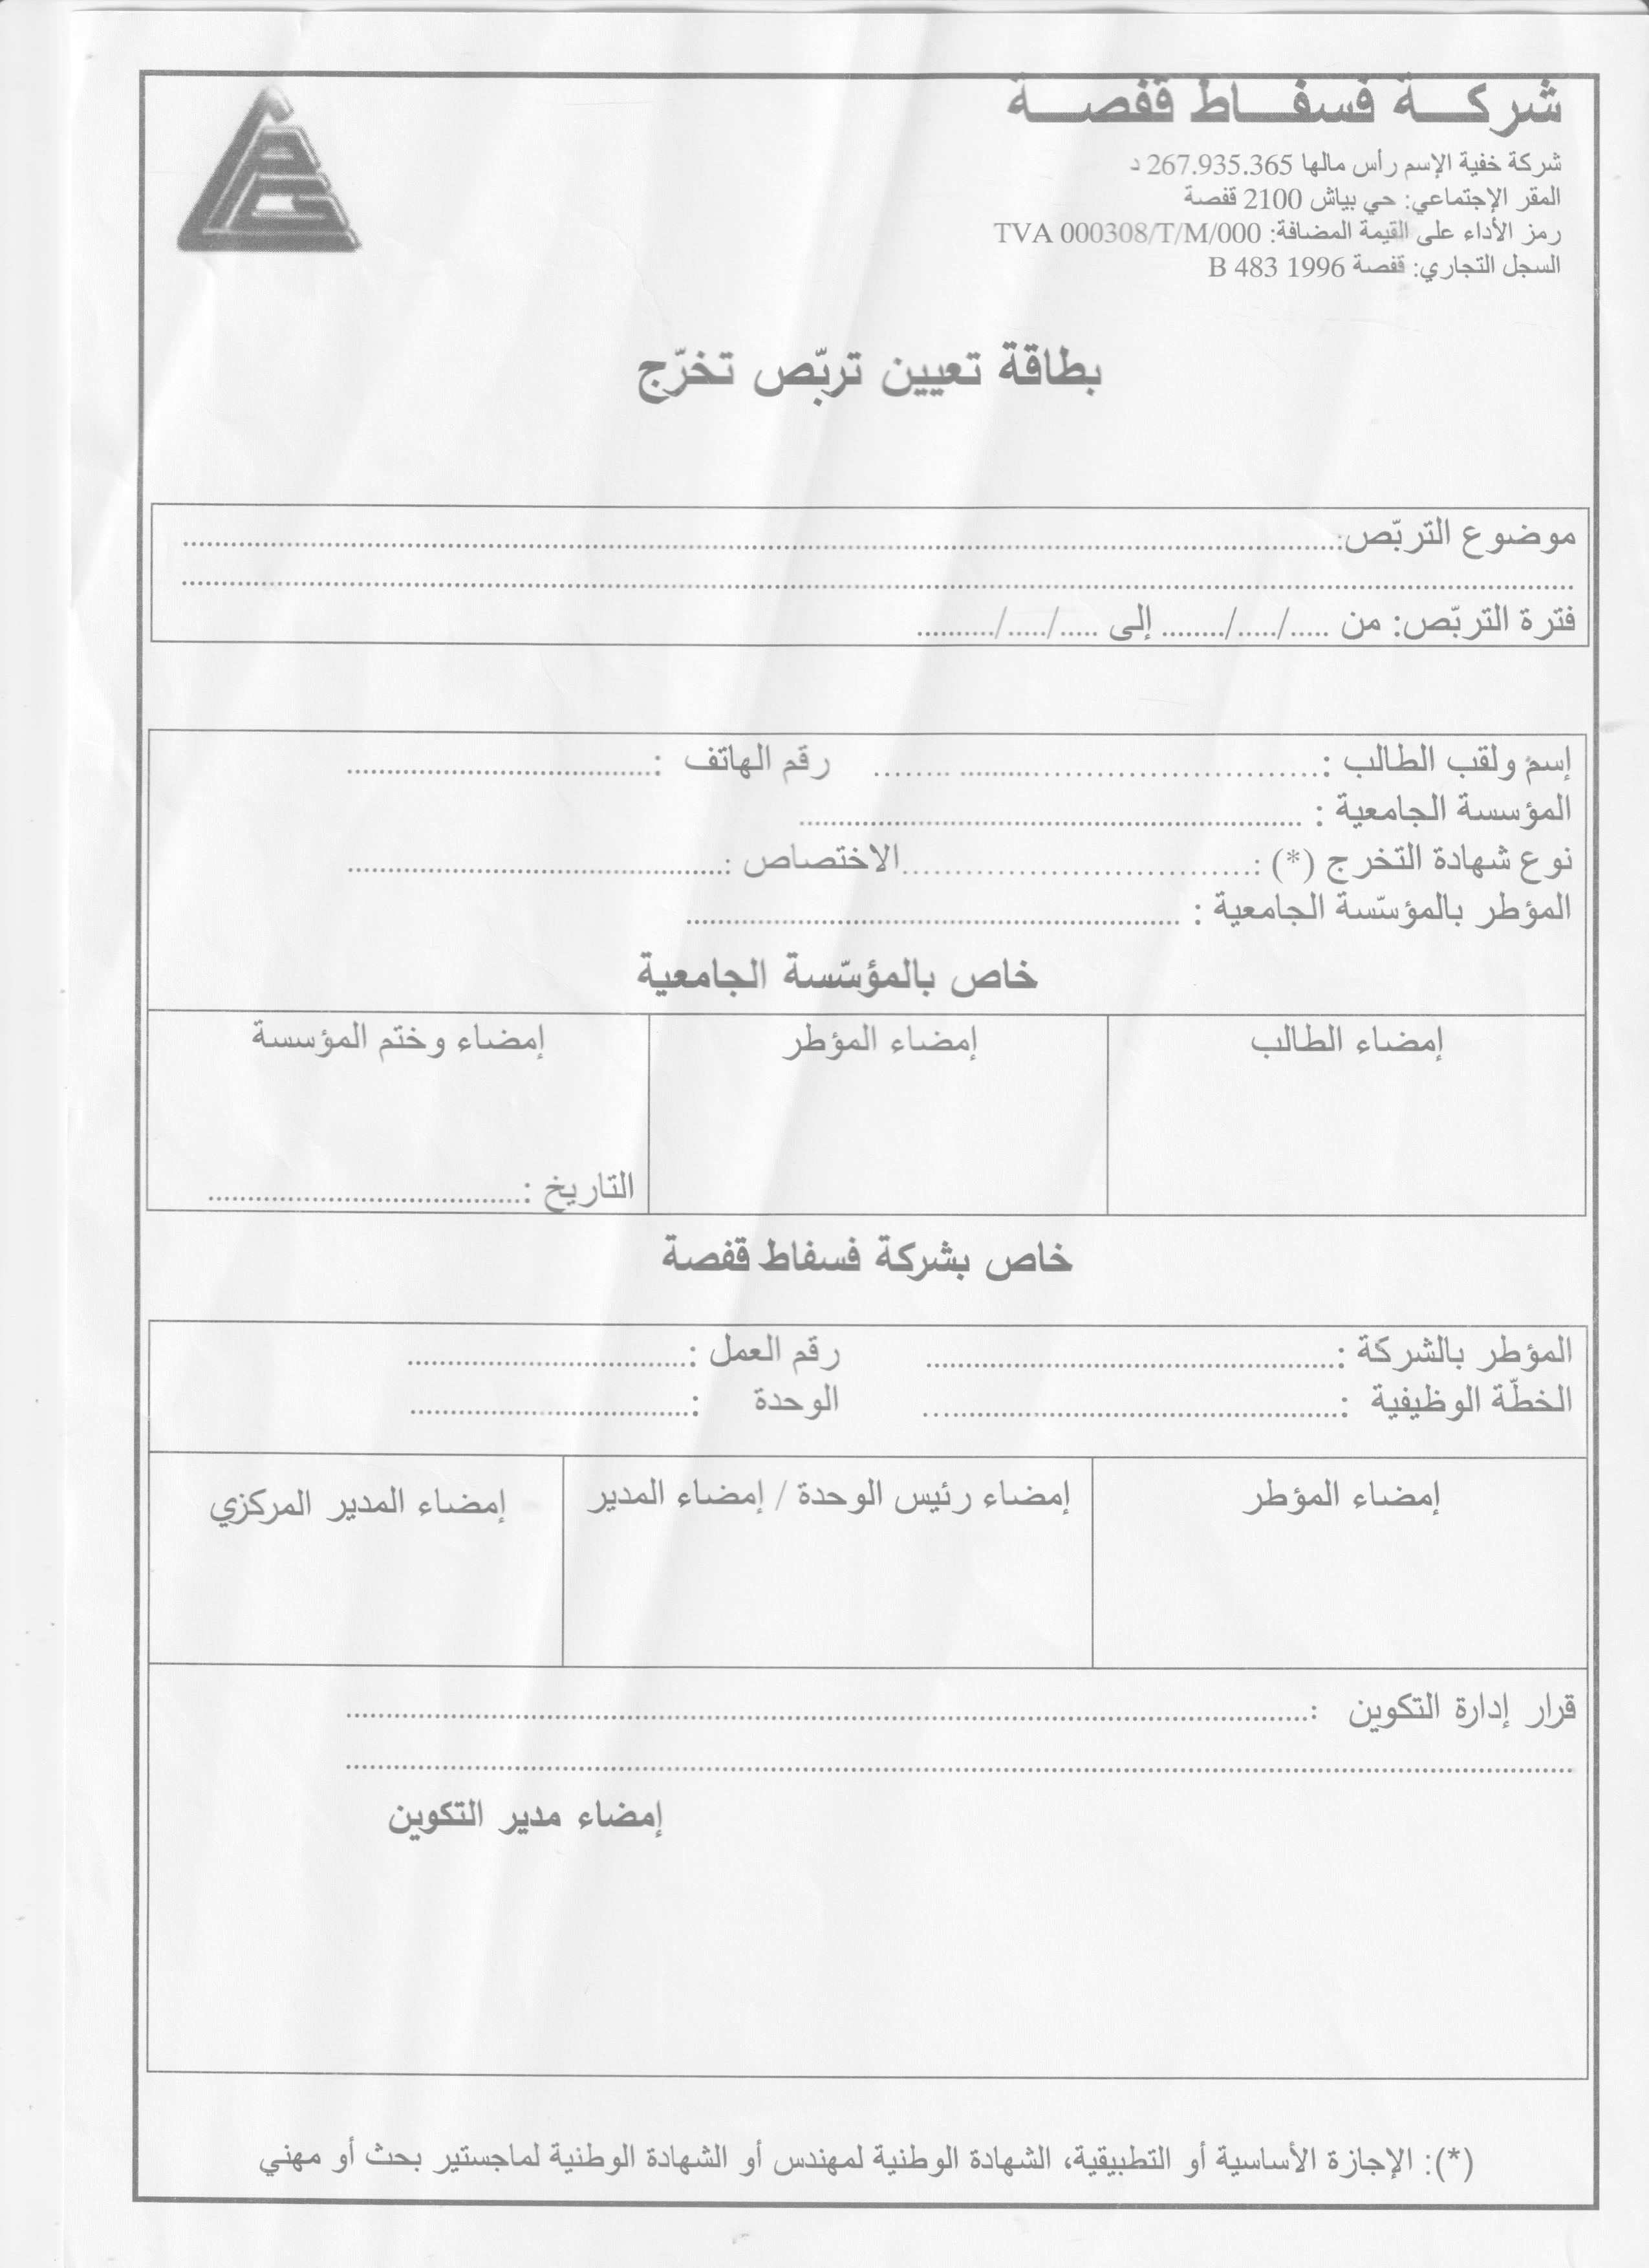 شركة فسفاط قفصة
شركة خفية الإسم رأس مالها 267.935.365 د
المقر الإجتماعي: حي بياش 2100 قفصة
رمز الأداء على القيمة المضافة: TVA 000308/T/M/000
السجل التجاري: قفصة B 483 1996
بطاقة تعيين تربّص تخرّج
موضوع التربّص:...............................................................
...............................................................
فترة التربّص: من ...../...../........ إلى ...../...../..........
إسم ولقب الطالب :.................................... رقم الهاتف :....................................
المؤسسة الجامعية : ............................................................
نوع شهادة التخرج (*) :....................................الاختصاص :....................................
المؤطر بالمؤسّسة الجامعية : ............................................................
خاص بالمؤسّسة الجامعية
إمضاء الطالب إمضاء المؤطر إمضاء وختم المؤسسة
التاريخ :....................................
خاص بشركة فسفاط قفصة
المؤطر بالشركة :.................................... رقم العمل :....................................
الخطّة الوظيفية :.................................... الوحدة :....................................
إمضاء المؤطر إمضاء رئيس الوحدة / إمضاء المدير إمضاء المدير المركزي
قرار إدارة التكوين :...............................................................
...............................................................
إمضاء مدير التكوين
(*): الإجازة الأساسية أو التطبيقية، الشهادة الوطنية لمهندس أو الشهادة الوطنية لماجستير بحث أو مهني